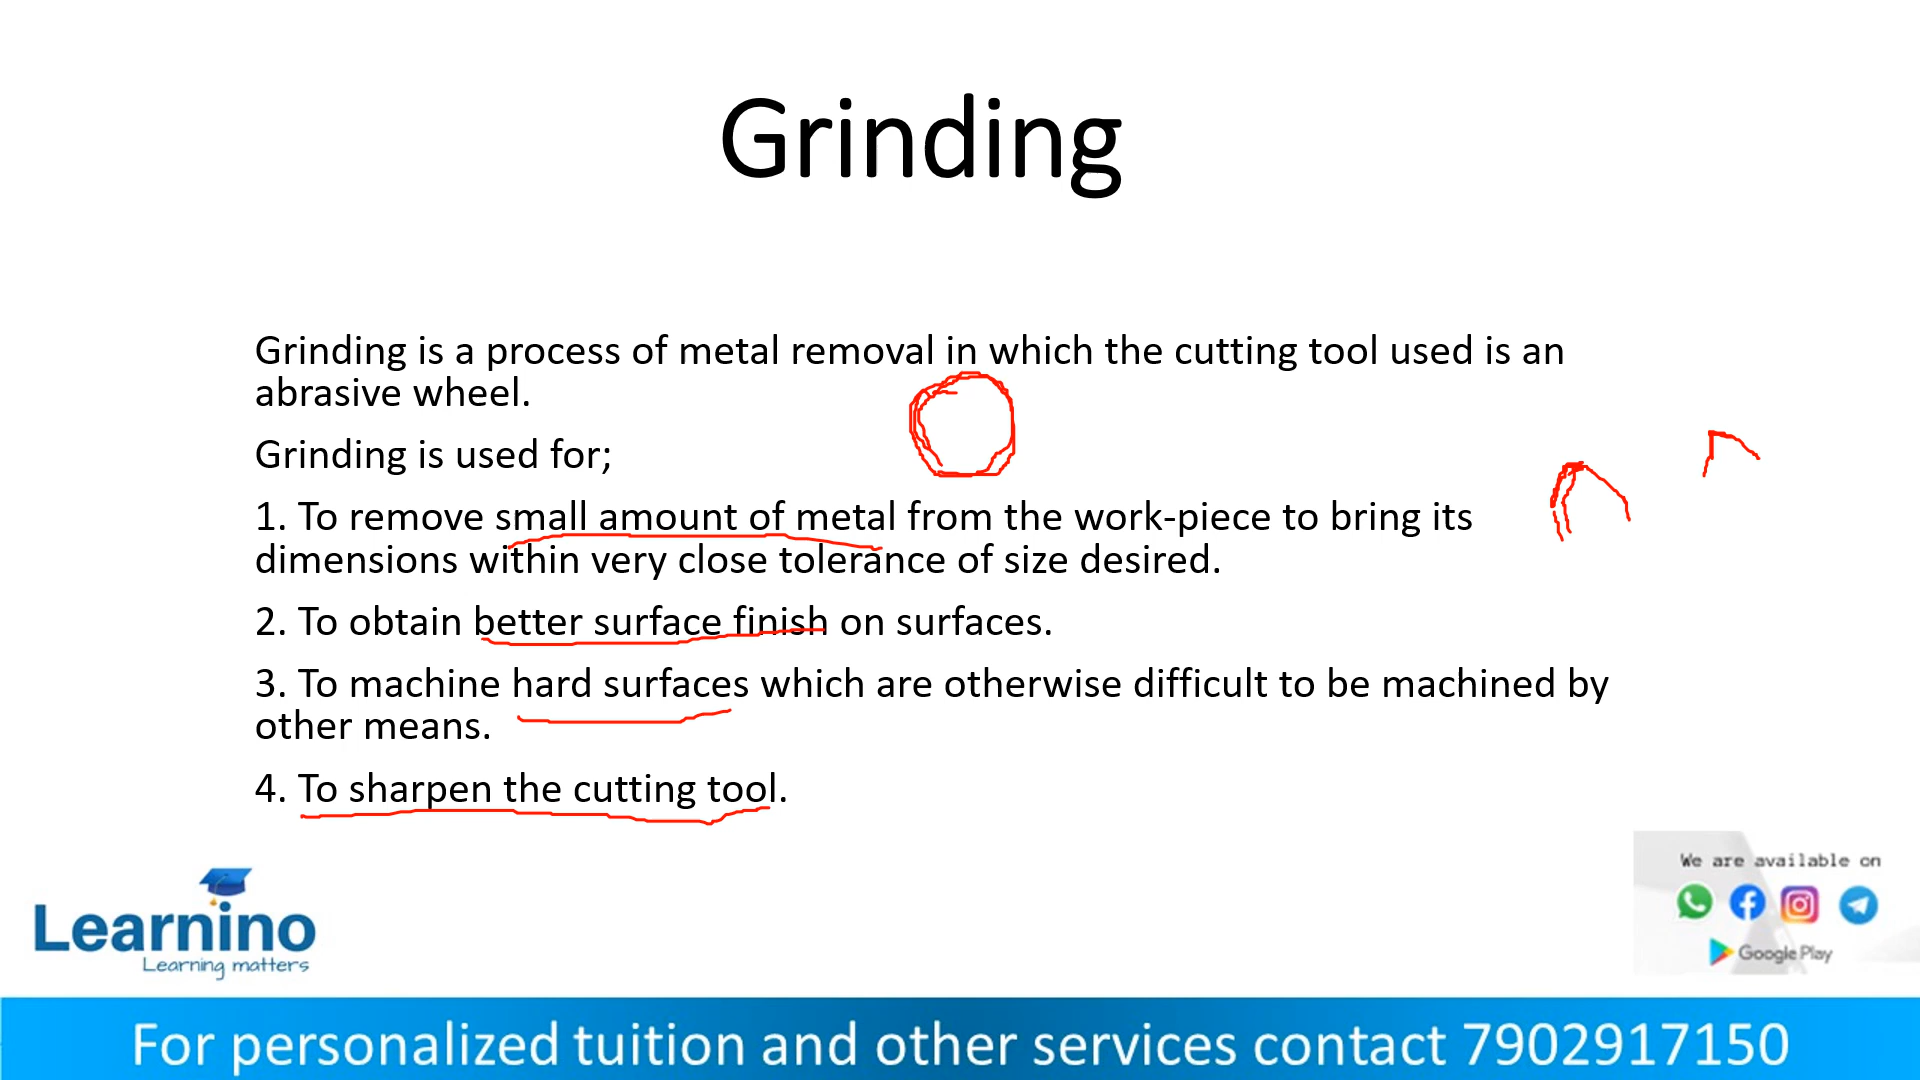 Grinding
Grinding is a process of metal removal in which the cutting tool used is an
abrasive wheel.
Grinding is used for;
1. To remove small amount of metal from the work-piece to bring its
dimensions within very close tolerance of size desired.
2. To obtain better surface finish on surfaces.
3. To machine hard surfaces which are otherwise difficult to be machined by
other means.
4. To sharpen the cutting tool.
We are available on
Learnino
Learning matters
Google Play
For personalized tuition and other services contact 7902917150